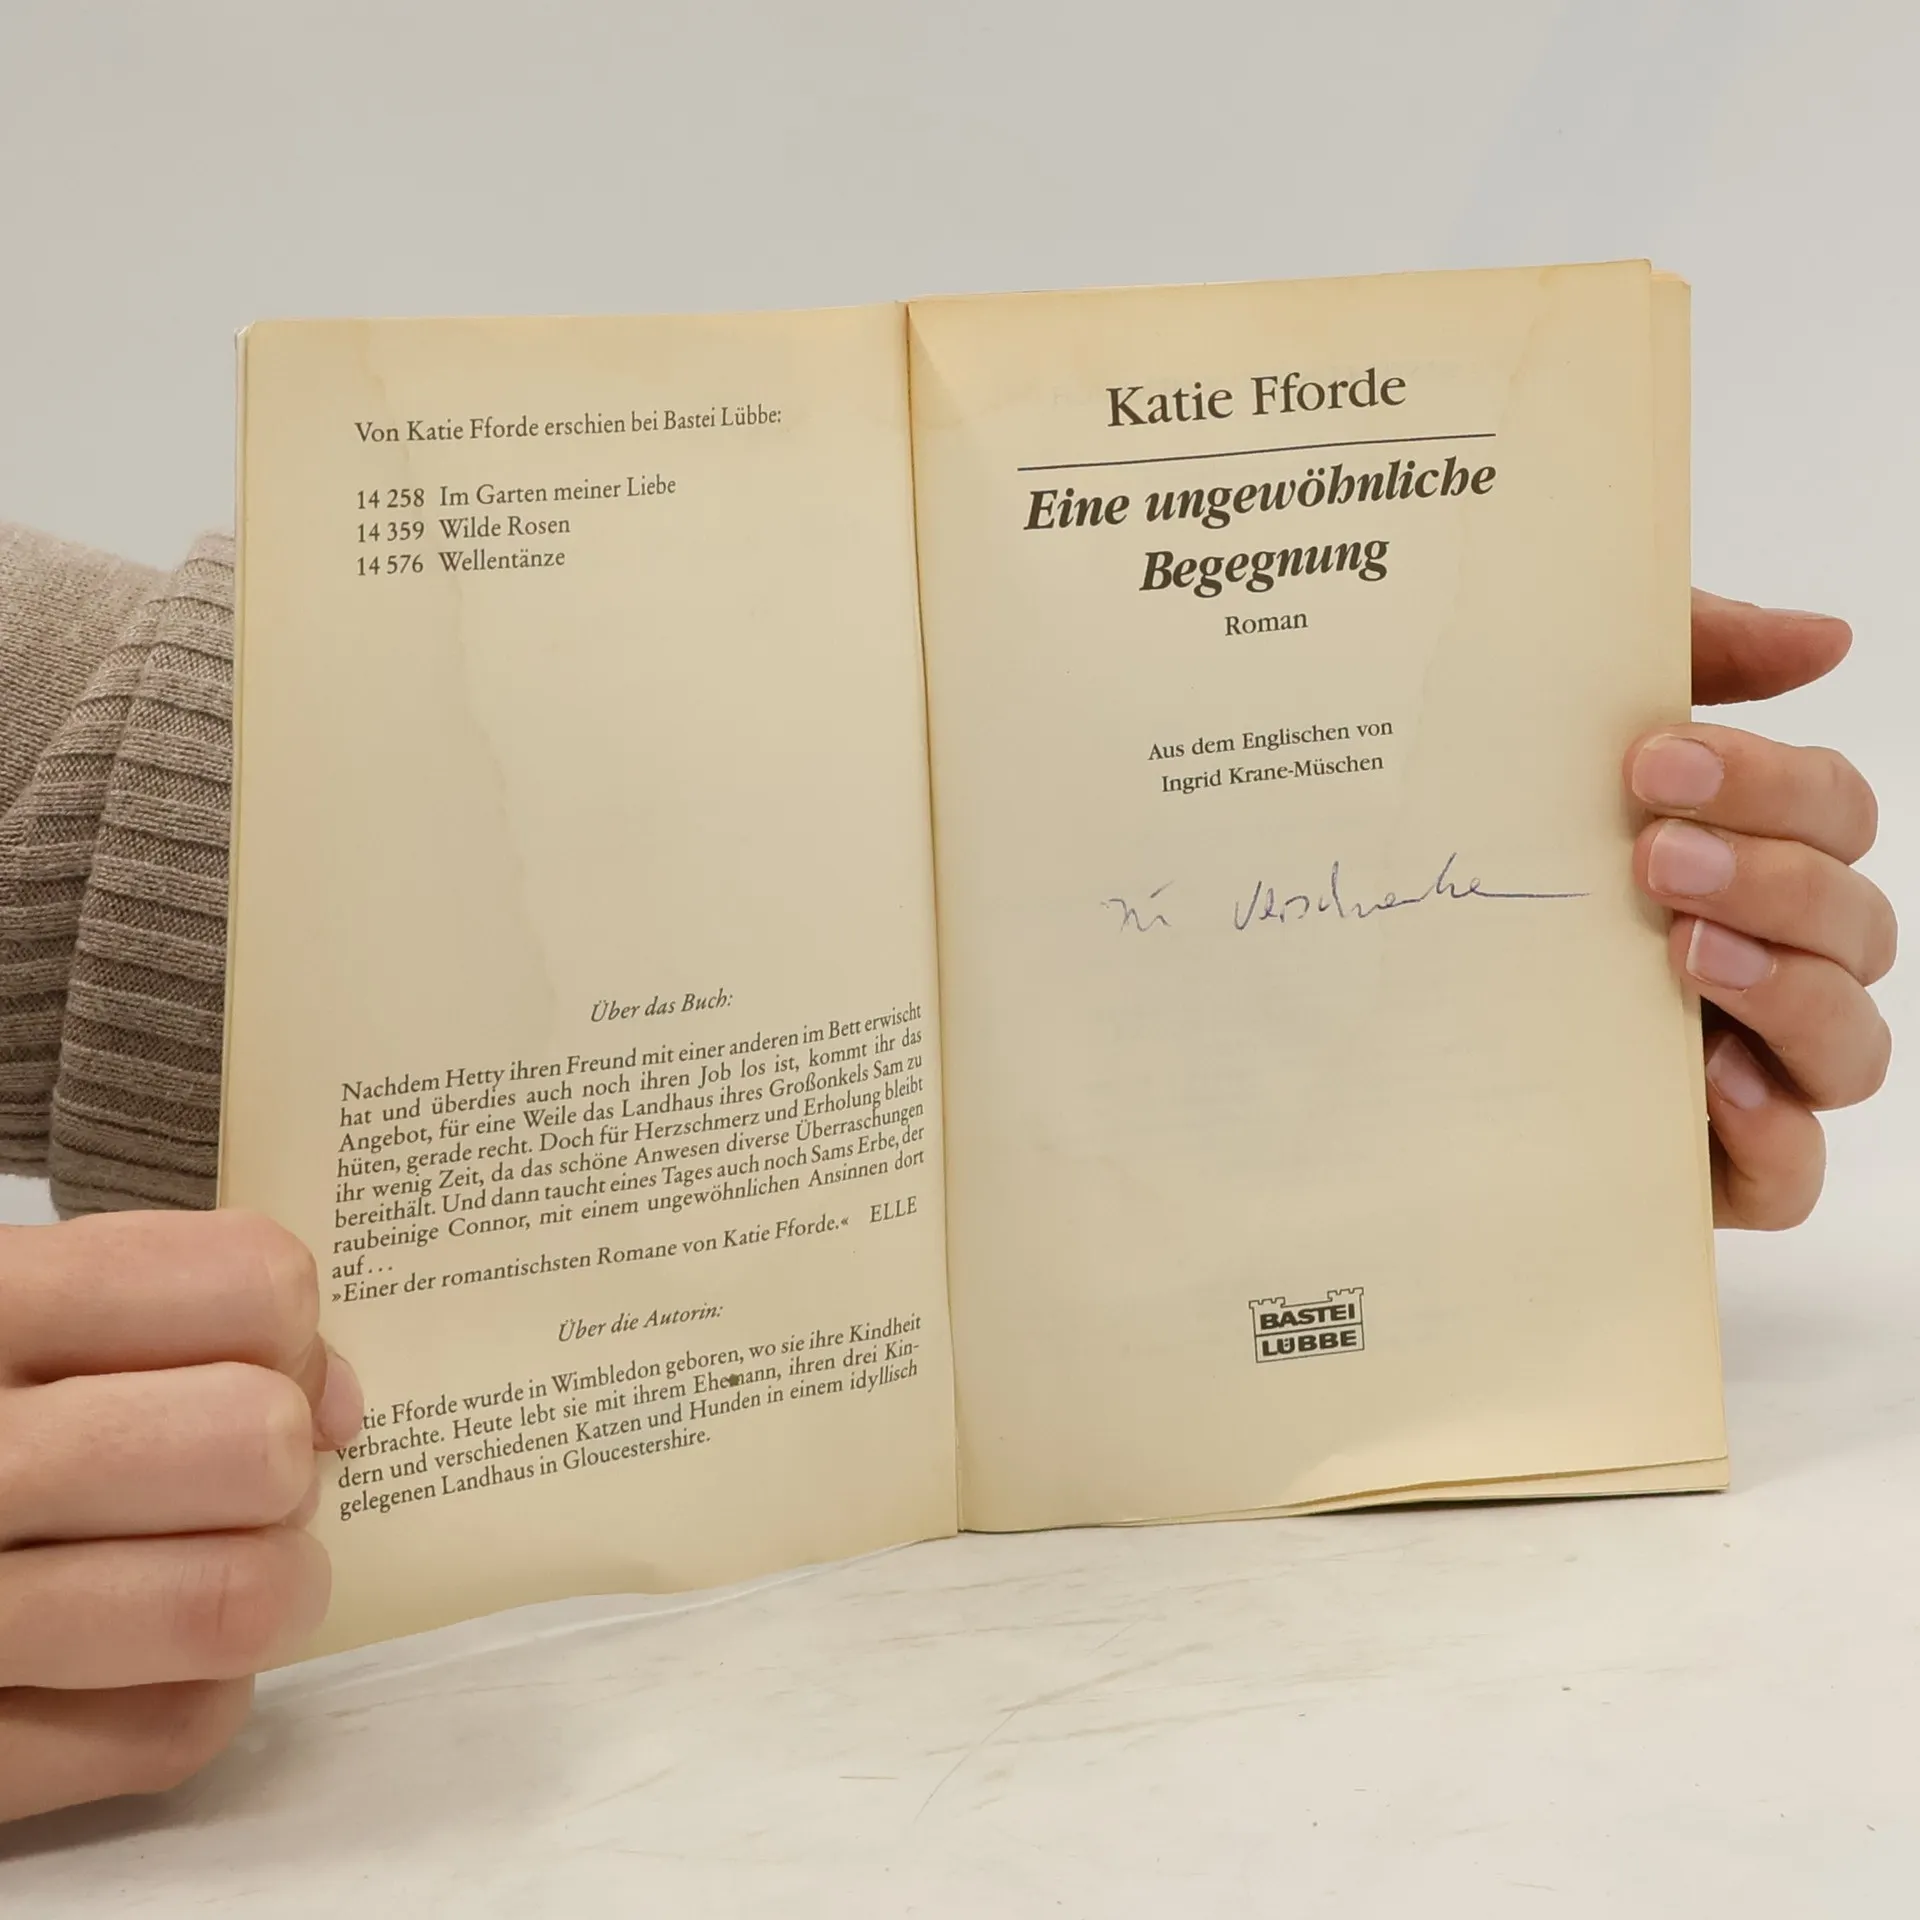 Von Katie Fforde erschien bei Bastei Lübbe:
14 258 Im Garten meiner Liebe
14 359 Wilde Rosen
14 576 Wellentänze
Über das Buch:
Nachdem Hetty ihren Freund mit einer anderen im Bett erwischt
hat und überdies auch noch ihren Job los ist, kommt ihr das
Angebot, für eine Weile das Landhaus ihres Großonkels Sam zu
hüten, gerade recht. Doch für Herzschmerz und Erholung bleibt
ihr wenig Zeit, da das schöne Anwesen diverse Überraschungen
bereithält. Und dann taucht eines Tages auch noch Sams Erbe, der
raubeinige Connor, mit einem ungewöhnlichen Ansinnen dort
auf...
»Einer der romantischsten Romane von Katie Fforde.« ELLE
Über die Autorin:
tie Fforde wurde in Wimbledon geboren, wo sie ihre Kindheit
verbrachte. Heute lebt sie mit ihrem Ehemann, ihren drei Kin-
dern und verschiedenen Katzen und Hunden in einem idyllisch
gelegenen Landhaus in Gloucestershire.
Katie Fforde
Eine ungewöhnliche
Begegnung
Roman
Aus dem Englischen von
Ingrid Krane-Müschen
BASTEI
LÜBBE